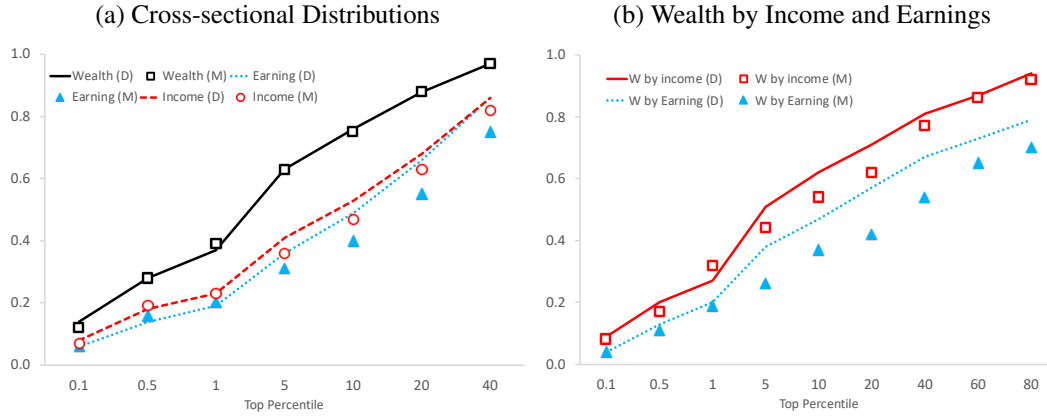 (a) Cross-sectional Distributions
1.0
Wealth (D) Wealth (M) Earning (D)
Earning (M) Income (D) Income (M)
0.8
0.6
0.4
0.2
0.0
0.1 0.5 1 5 10 20 40
Top Percentile
(b) Wealth by Income and Earnings
1.0
W by income (D) W by income (M)
W by Earning (D) W by Earning (M)
0.8
0.6
0.4
0.2
0.0
0.1 0.5 1 5 10 20 40 60 80
Top Percentile